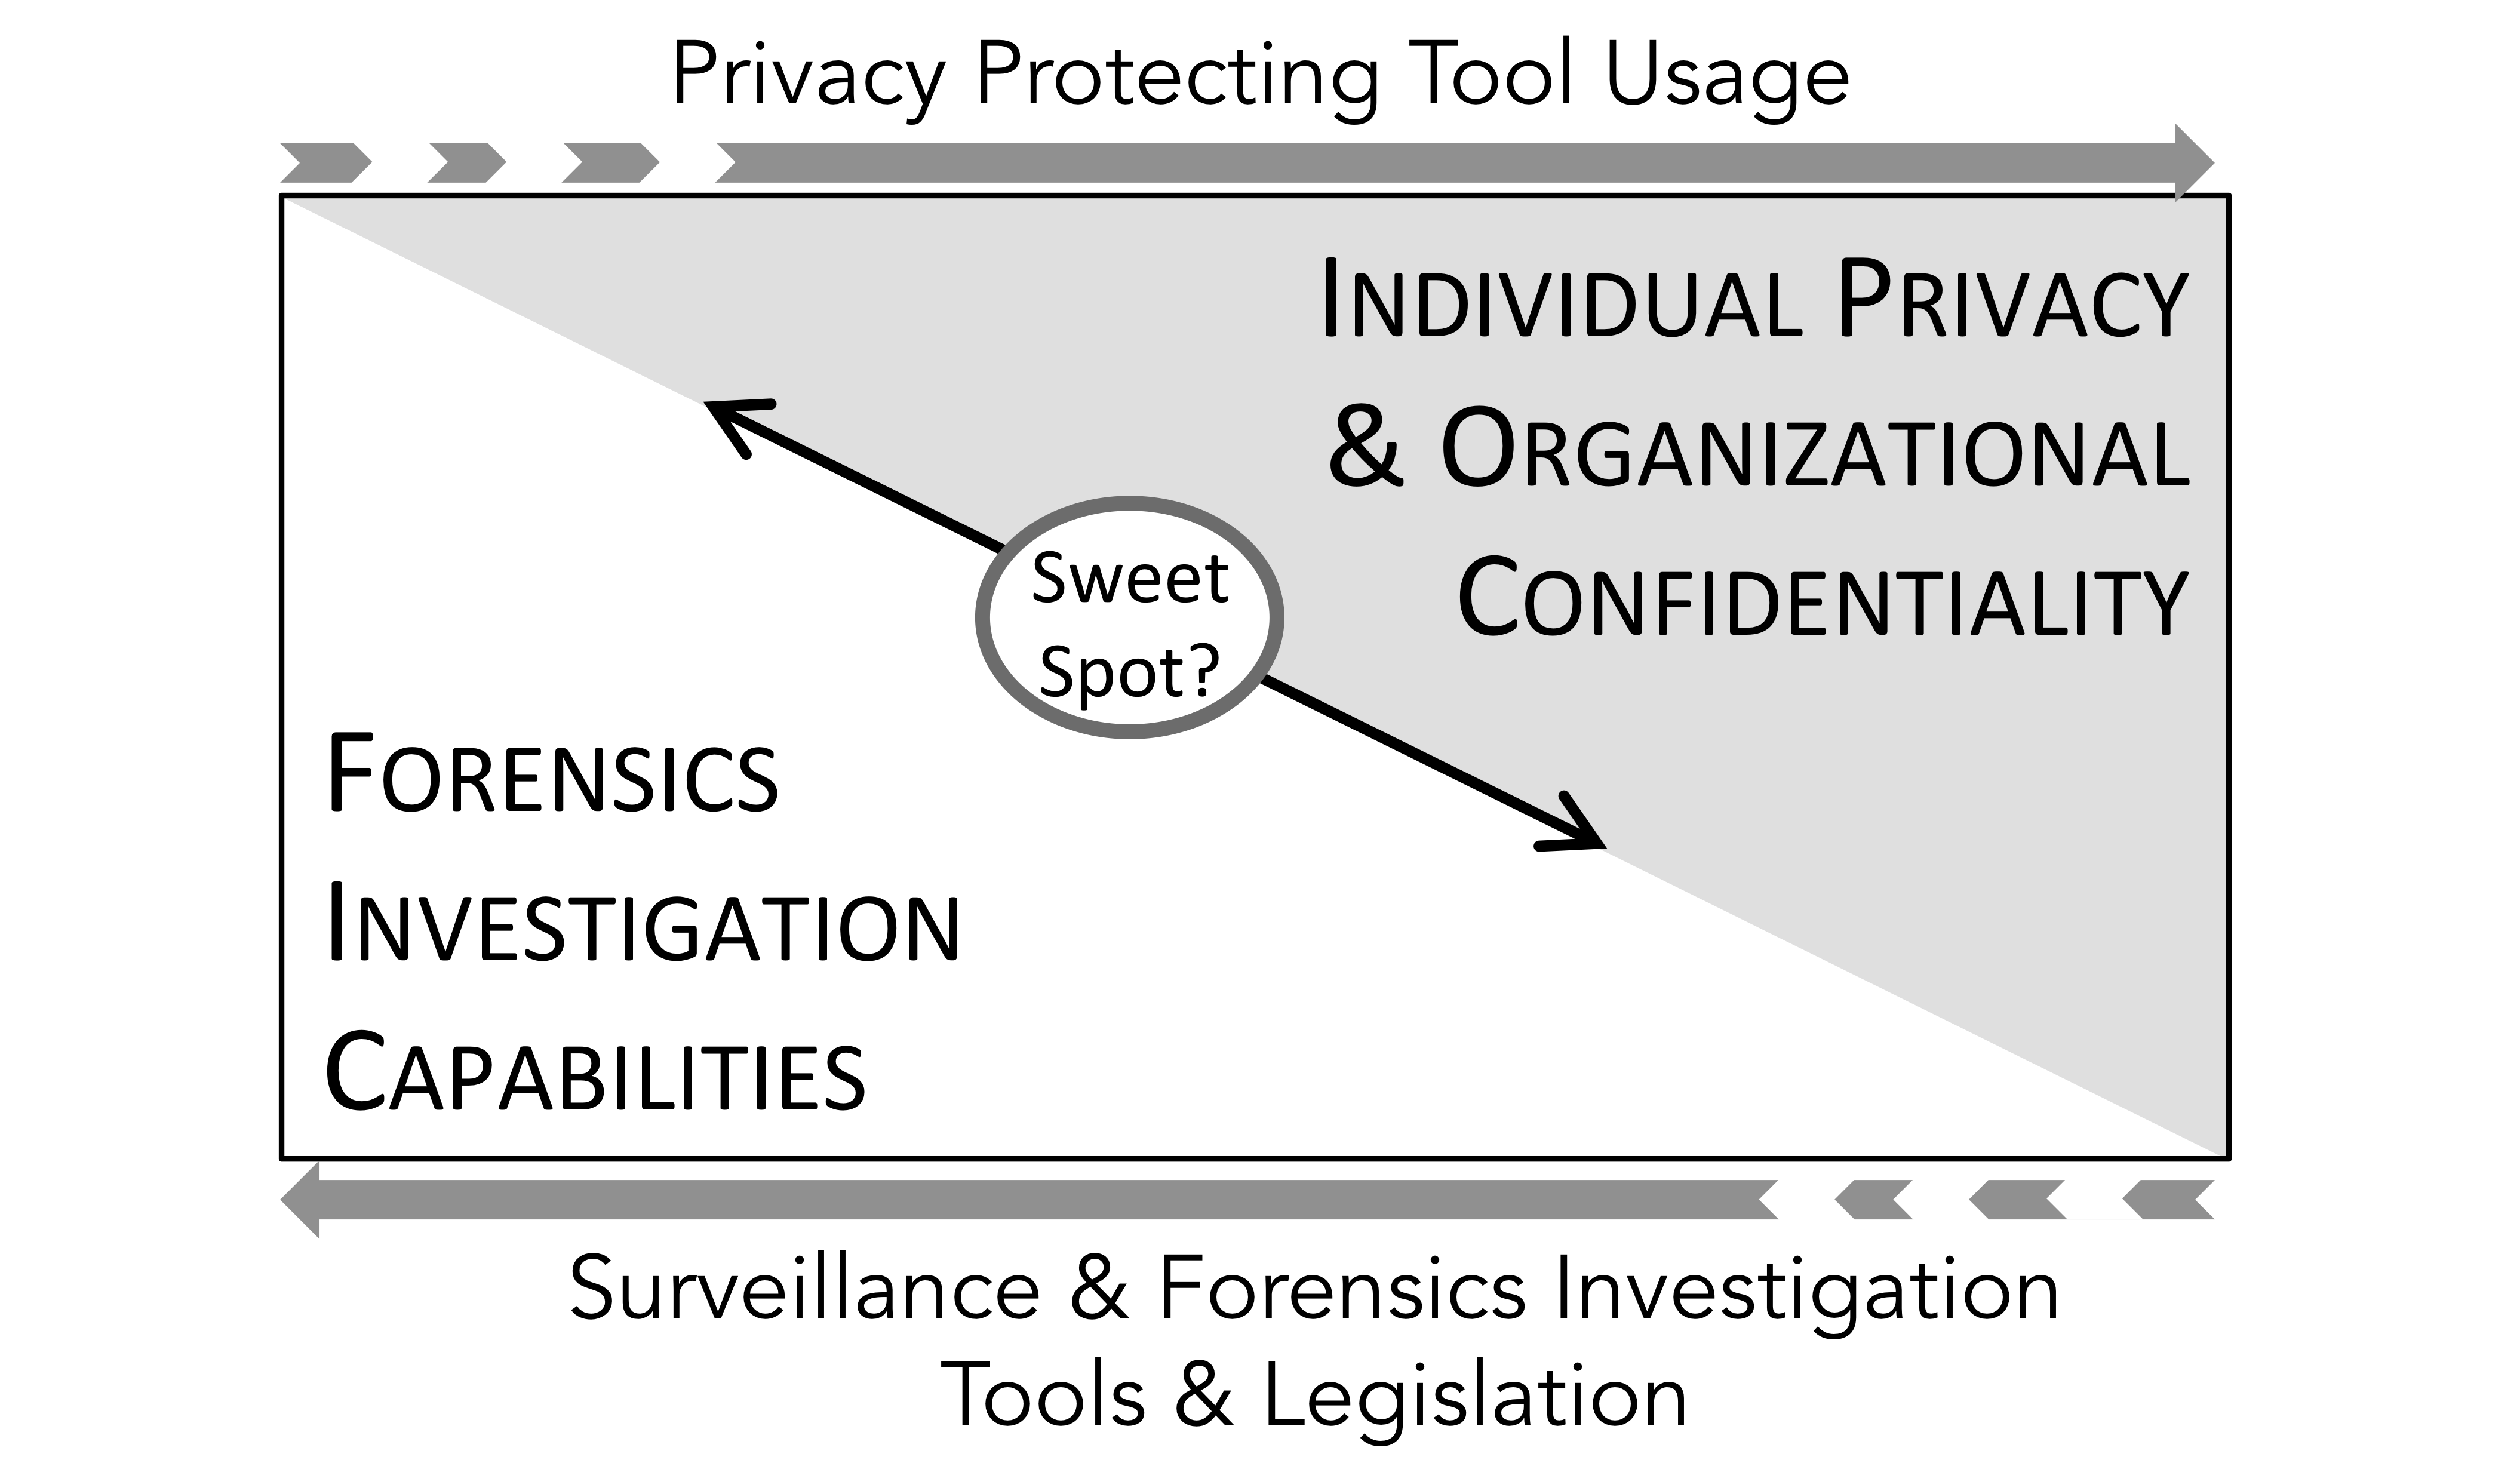 Privacy Protecting Tool Usage
INDIVIDUAL PRIVACY
& ORGANIZATIONAL
CONFIDENTIALITY
Sweet
Spot?
FORENSICS
INVESTIGATION
CAPABILITIES
Surveillance & Forensics Investigation
Tools & Legislation